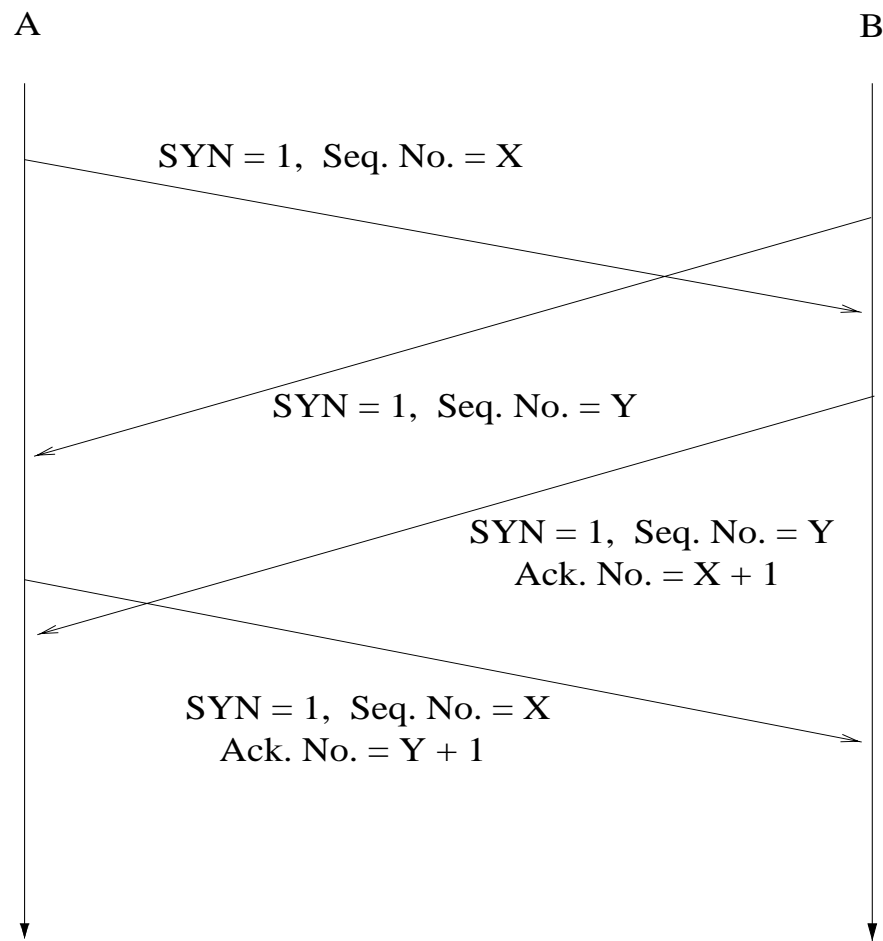 A
B
SYN = 1, Seq. No. = X
SYN = 1, Seq. No. = Y
SYN = 1, Seq. No. = Y
Ack. No. = X + 1
SYN = 1, Seq. No. = X
Ack. No. = Y + 1